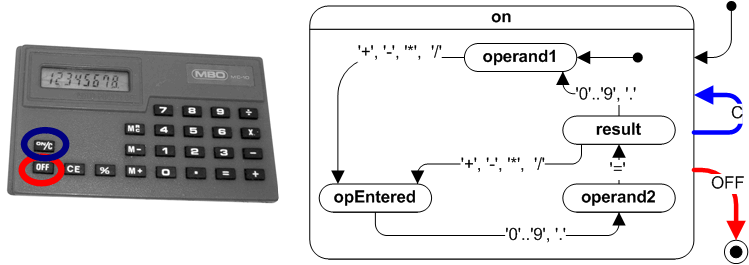 12345678.
MBO
7 8 9 ÷
4 5 6 X
M- 1 2 3 −
M+ 0 . = +
ON/C
OFF CE %
on
'+', '-', '*', '/'
operand1
'0'..'9', '.'
C
result
'+', '-', '*', '/'
'='
OFF
opEntered
operand2
'0'..'9', '.'